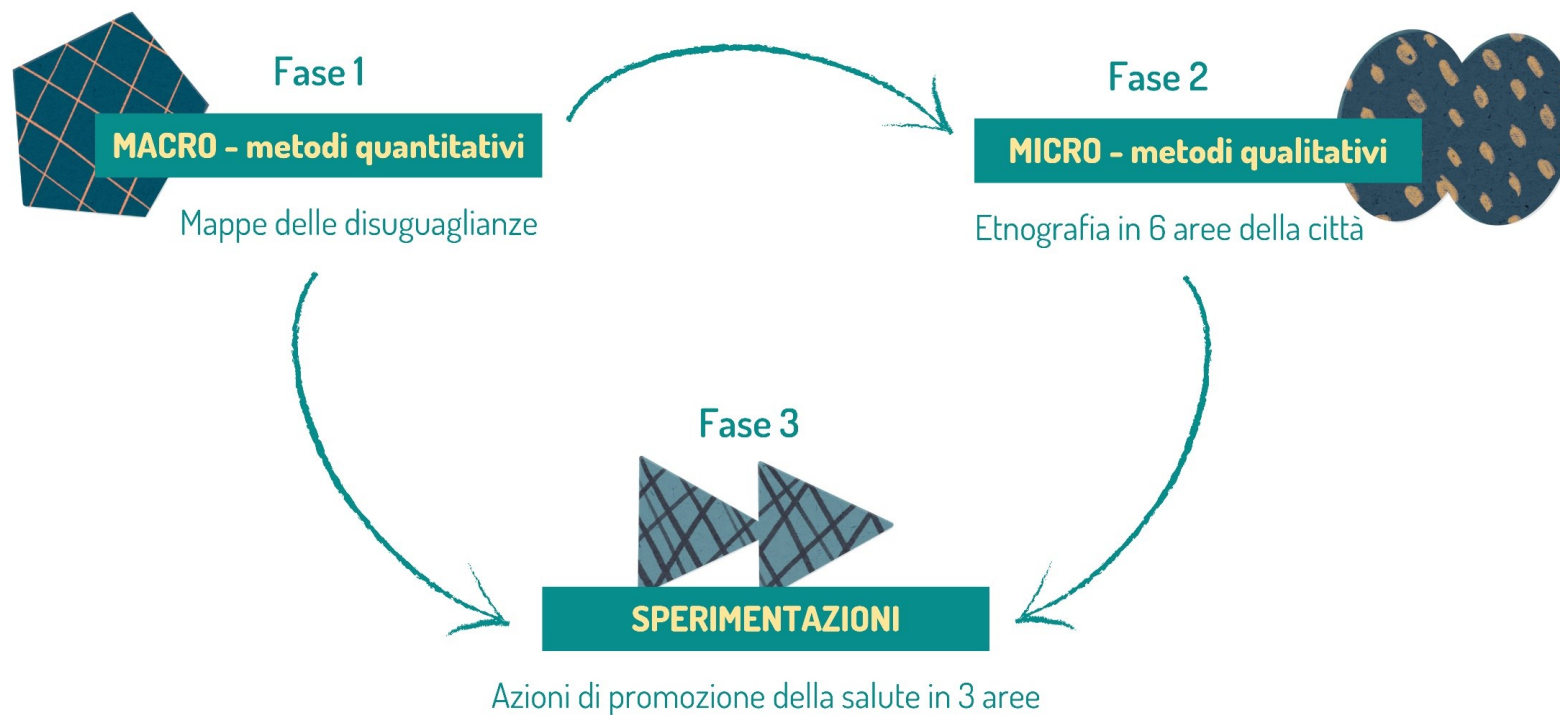 Fase 1
MACRO - metodi quantitativi
Mappe delle disuguaglianze
Fase 2
MICRO - metodi qualitativi
Etnografia in 6 aree della città
Fase 3
SPERIMENTAZIONI
Azioni di promozione della salute in 3 aree